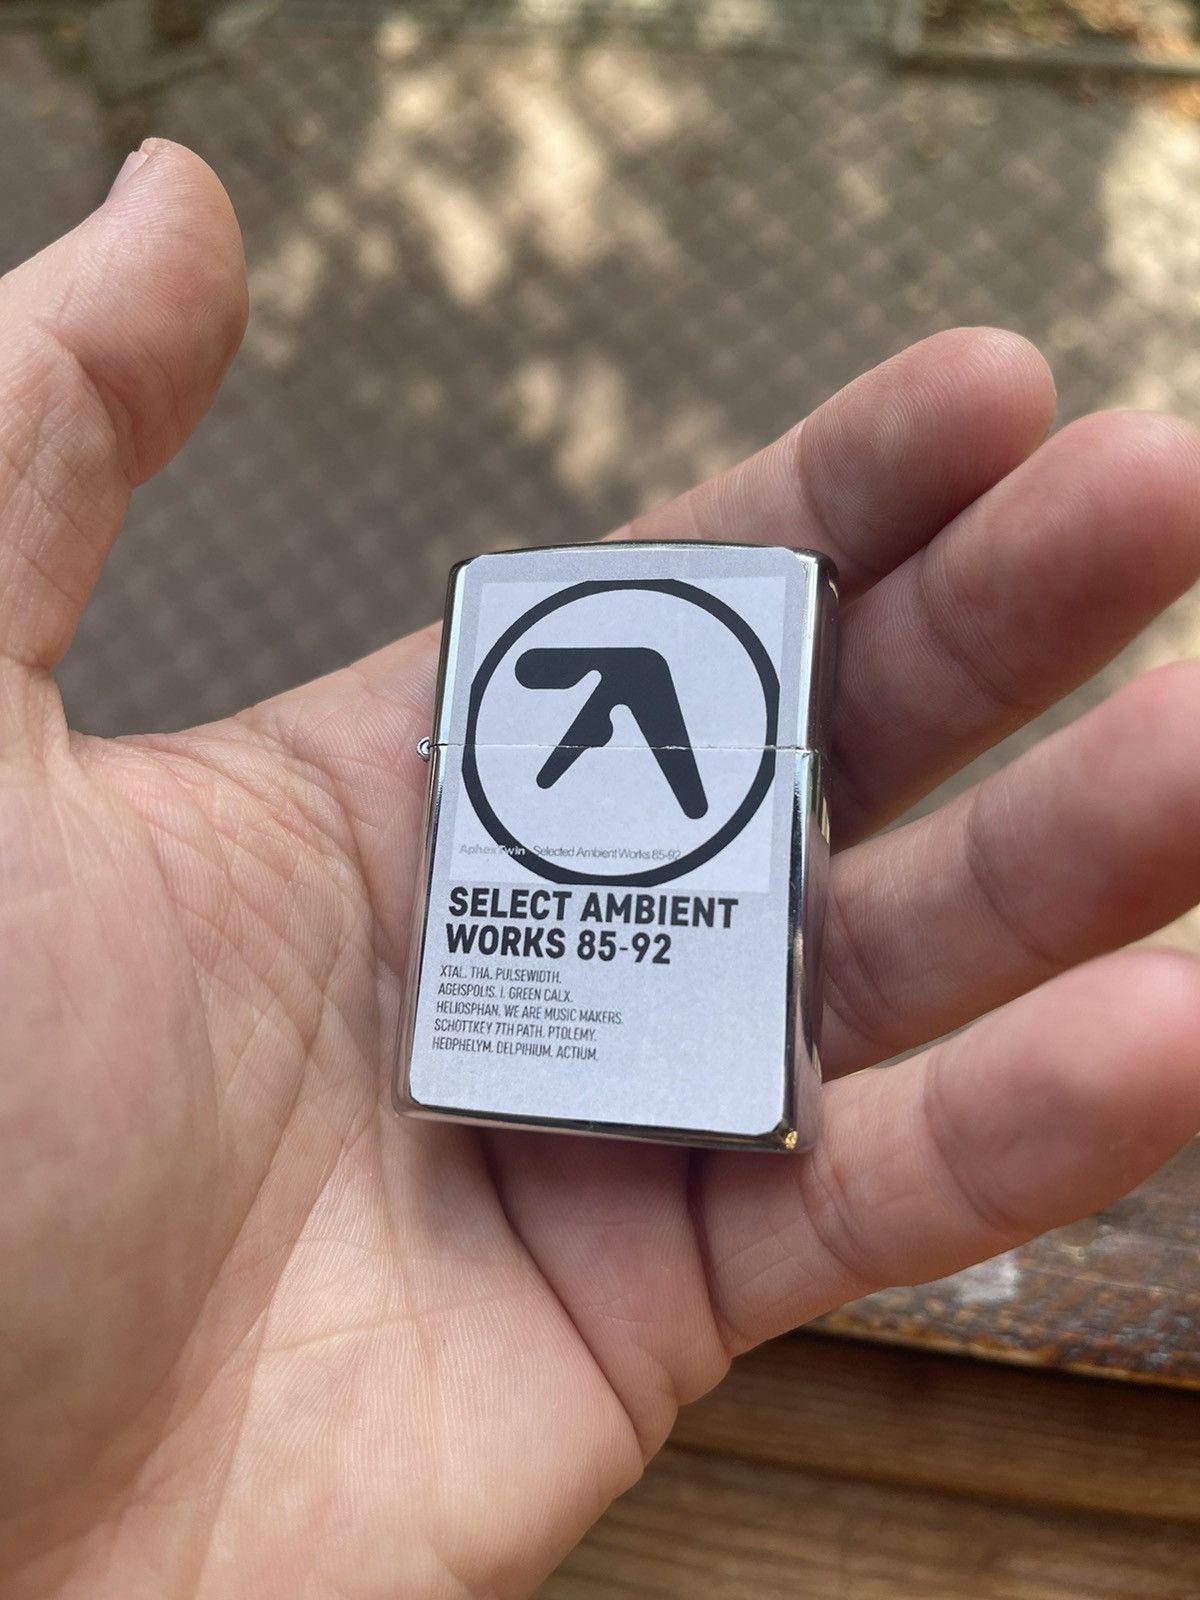 Aphex Twin Selected Ambient Works 85-92
SELECT AMBIENT
WORKS 85-92
XTAL. THA. PULSEWIDTH.
AGEISPOLIS. I. GREEN CALX.
HELIOSPHAN. WE ARE MUSIC MAKERS.
SCHOTTKEY 7TH PATH. PTOLEMY.
HEDPHELYM. DELPIHIUM. ACTIUM.